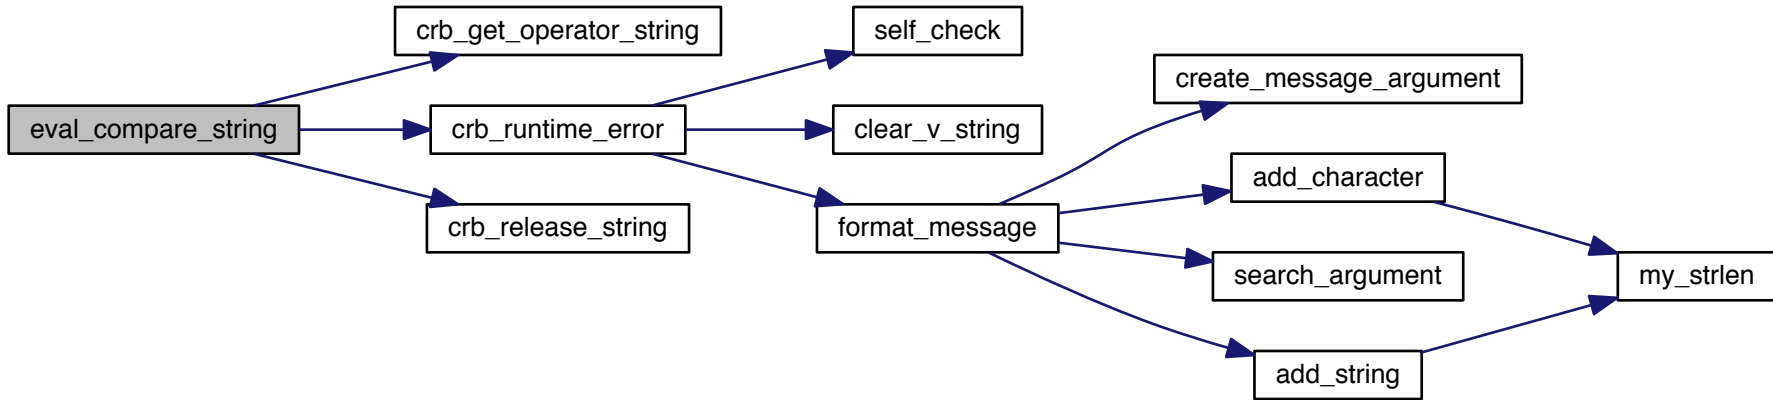 crb_get_operator_string
self_check
create_message_argument
eval_compare_string
crb_runtime_error
clear_v_string
add_character
crb_release_string
format_message
search_argument
my_strlen
add_string